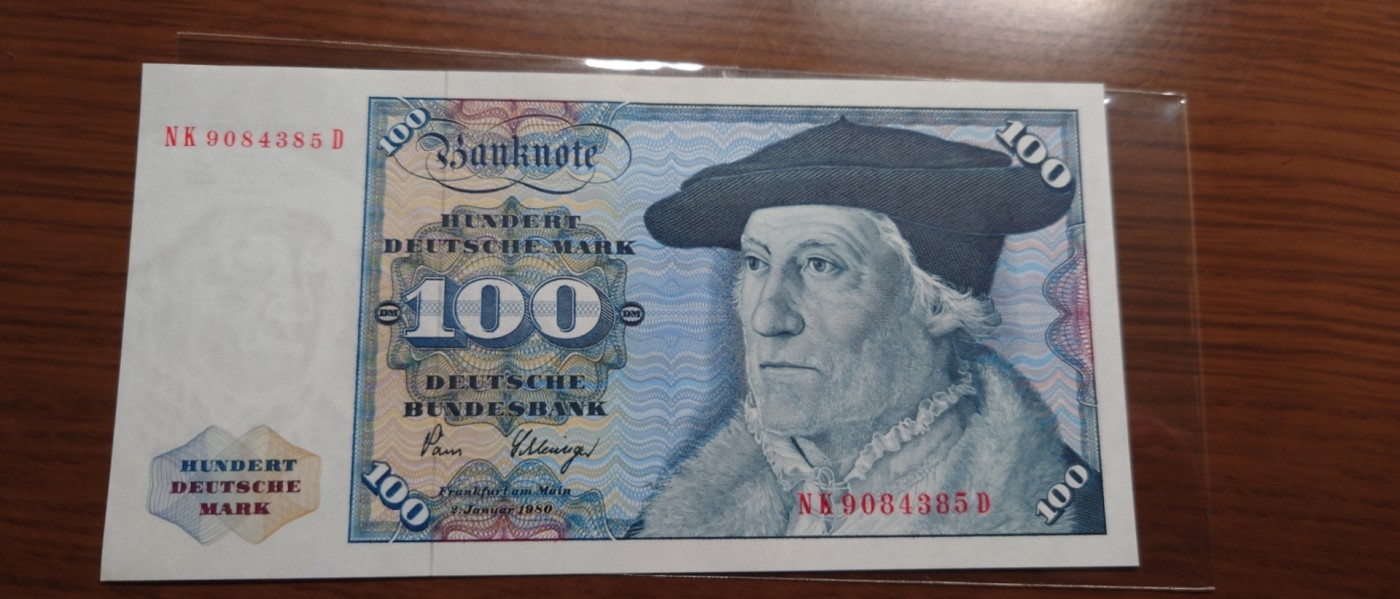 NK 9084385 D
100
Banknote
100
HUNDERT
DEUTSCHE MARK
DM 100 DM
DEUTSCHE
BUNDESBANK
Frankfurt am Main
2. Januar 1980
HUNDERT
DEUTSCHE
MARK
100
NK 9084385 D
100